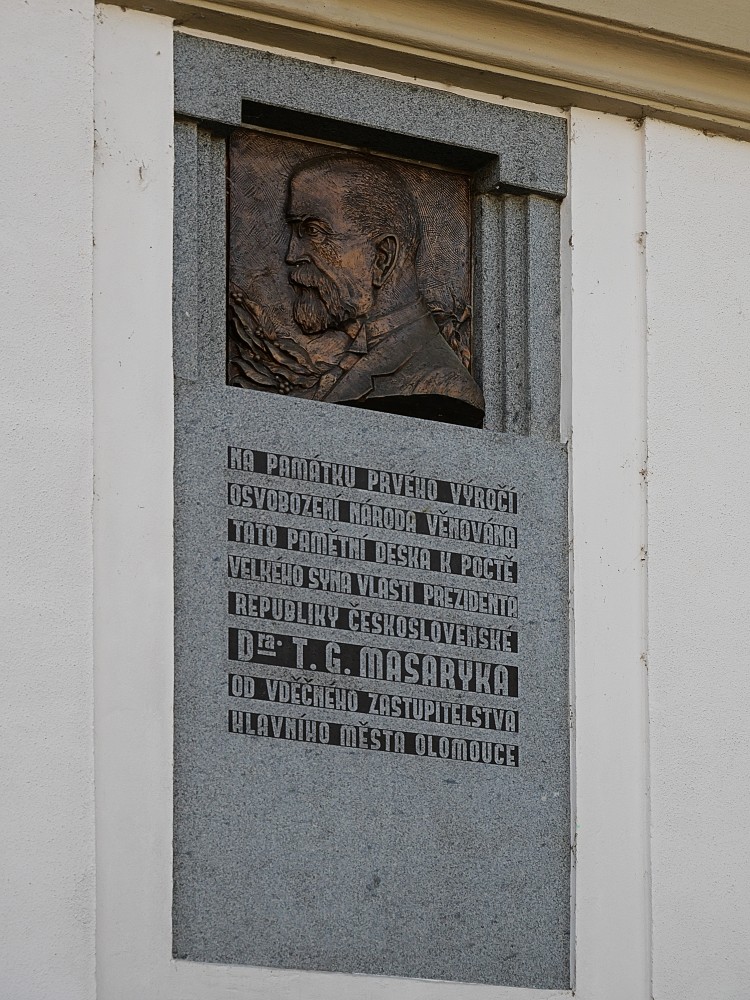 NA PAMÁTKU PRVÉHO VÝROČÍ
OSVOBOZENÍ NÁRODA VĚNOVÁNA
TATO PAMĚTNÍ DESKA K POCTĚ
VELKÉHO SYNA VLASTI PREZIDENTA
REPUBLIKY ČESKOSLOVENSKÉ
Dra. T. G. MASARYKA
OD VDĚČNÉHO ZASTUPITELSTVA
HLAVNÍHO MĚSTA OLOMOUCE